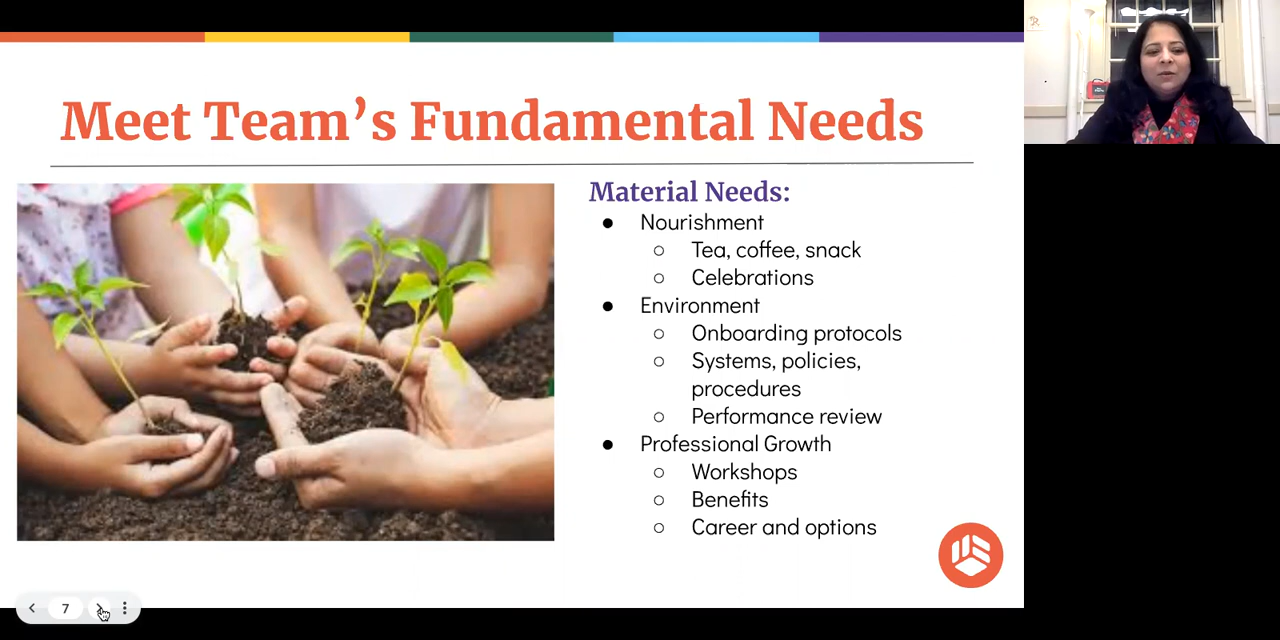 Meet Team's Fundamental Needs
Material Needs:
● Nourishment
○ Tea, coffee, snack
○ Celebrations
● Environment
○ Onboarding protocols
○ Systems, policies,
procedures
○ Performance review
● Professional Growth
○ Workshops
○ Benefits
○ Career and options
7